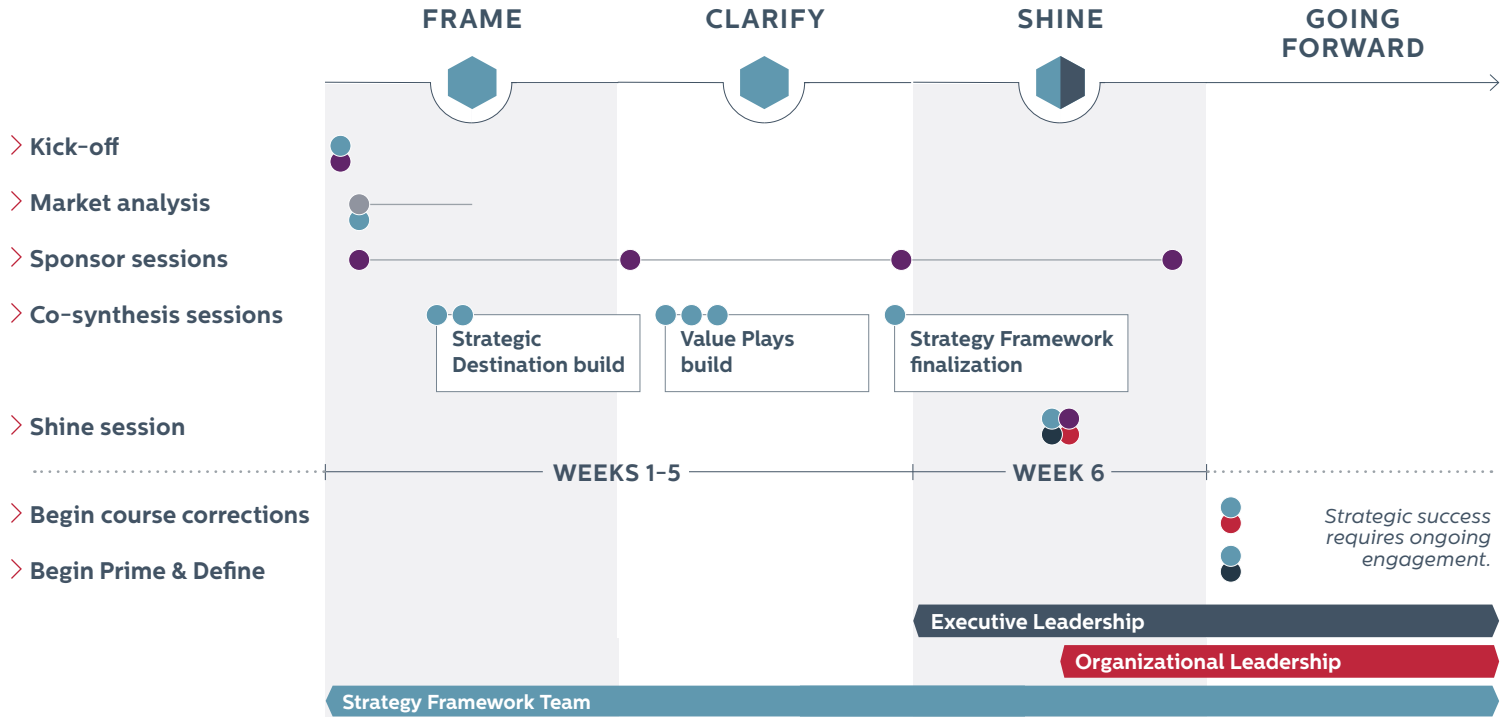 FRAME
CLARIFY
SHINE
GOING
FORWARD
Kick-off
Market analysis
Sponsor sessions
Co-synthesis sessions
Strategic
Destination build
Value Plays
build
Strategy Framework
finalization
Shine session
WEEKS 1–5
WEEK 6
Begin course corrections
Begin Prime & Define
Strategic success
requires ongoing
engagement.
Executive Leadership
Organizational Leadership
Strategy Framework Team